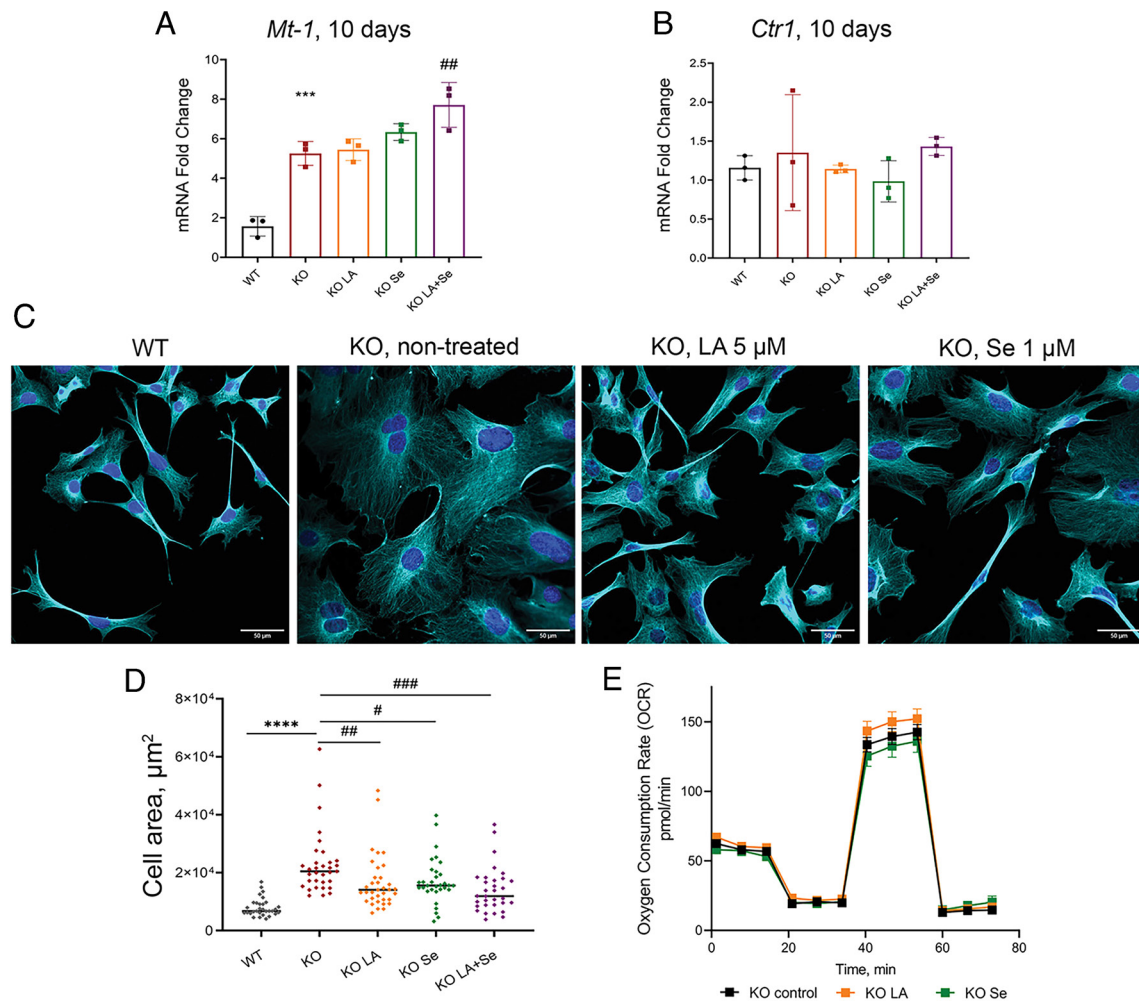 A
Mt-1, 10 days
mRNA Fold Change
10
8
6
4
2
0
***
##
WT
KO
KO LA
KO Se
KO LA+Se
B
Ctr1, 10 days
mRNA Fold Change
2.5
2.0
1.5
1.0
0.5
0.0
WT
KO
KO LA
KO Se
KO LA+Se
C
WT
KO, non-treated
KO, LA 5 µM
KO, Se 1 µM
50 µm
50 µm
50 µm
50 µm
D
Cell area, µm²
8×10⁴
6×10⁴
4×10⁴
2×10⁴
0
****
##
#
###
WT
KO
KO LA
KO Se
KO LA+Se
E
Oxygen Consumption Rate (OCR)
pmol/min
150
100
50
0
0
20
40
60
80
Time, min
KO control
KO LA
KO Se